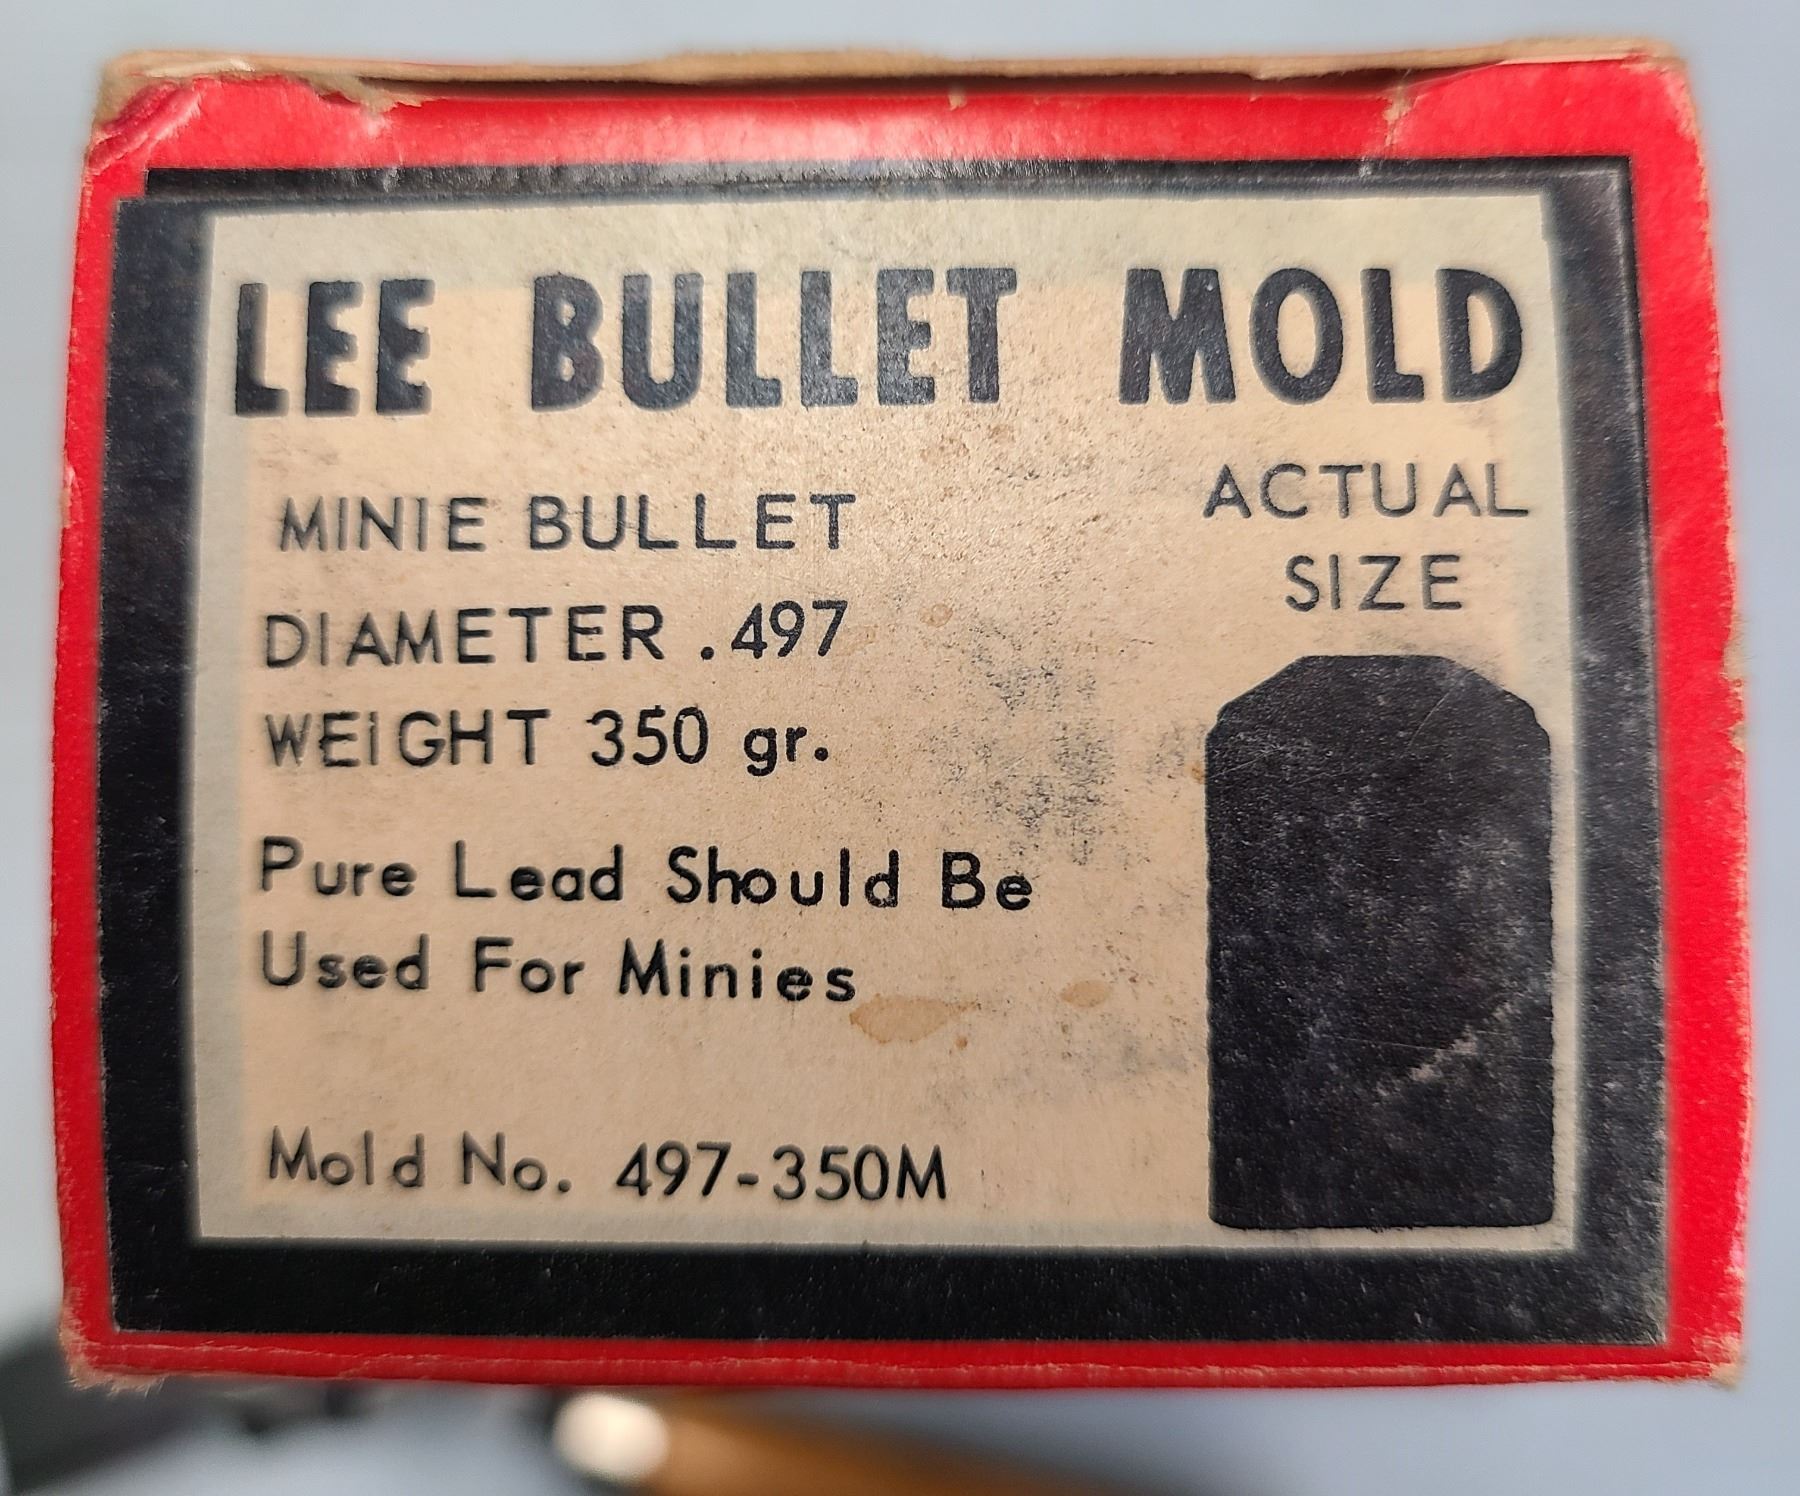 LEE BULLET MOLD
MINIE BULLET
DIAMETER .497
WEIGHT 350 gr.
Pure Lead Should Be
Used For Minies
Mold No. 497-350M
ACTUAL
SIZE